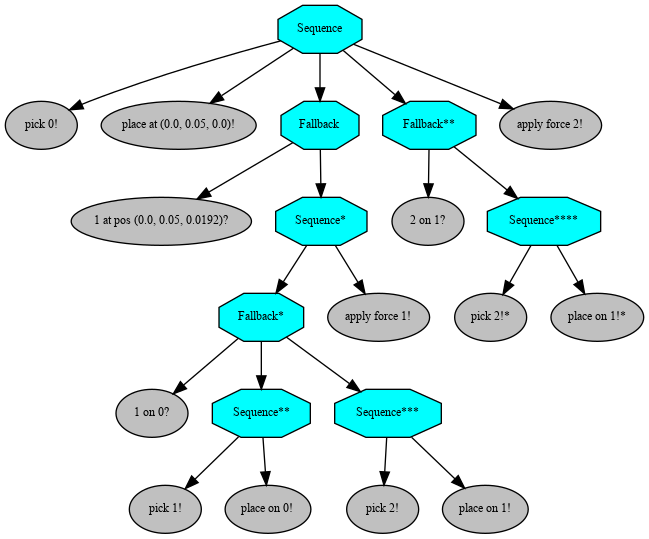 Sequence
pick 0!
place at (0.0, 0.05, 0.0)!
Fallback
Fallback**
apply force 2!
1 at pos (0.0, 0.05, 0.0192)?
Sequence*
2 on 1?
Sequence****
Fallback*
apply force 1!
pick 2!*
place on 1!*
1 on 0?
Sequence**
Sequence***
pick 1!
place on 0!
pick 2!
place on 1!